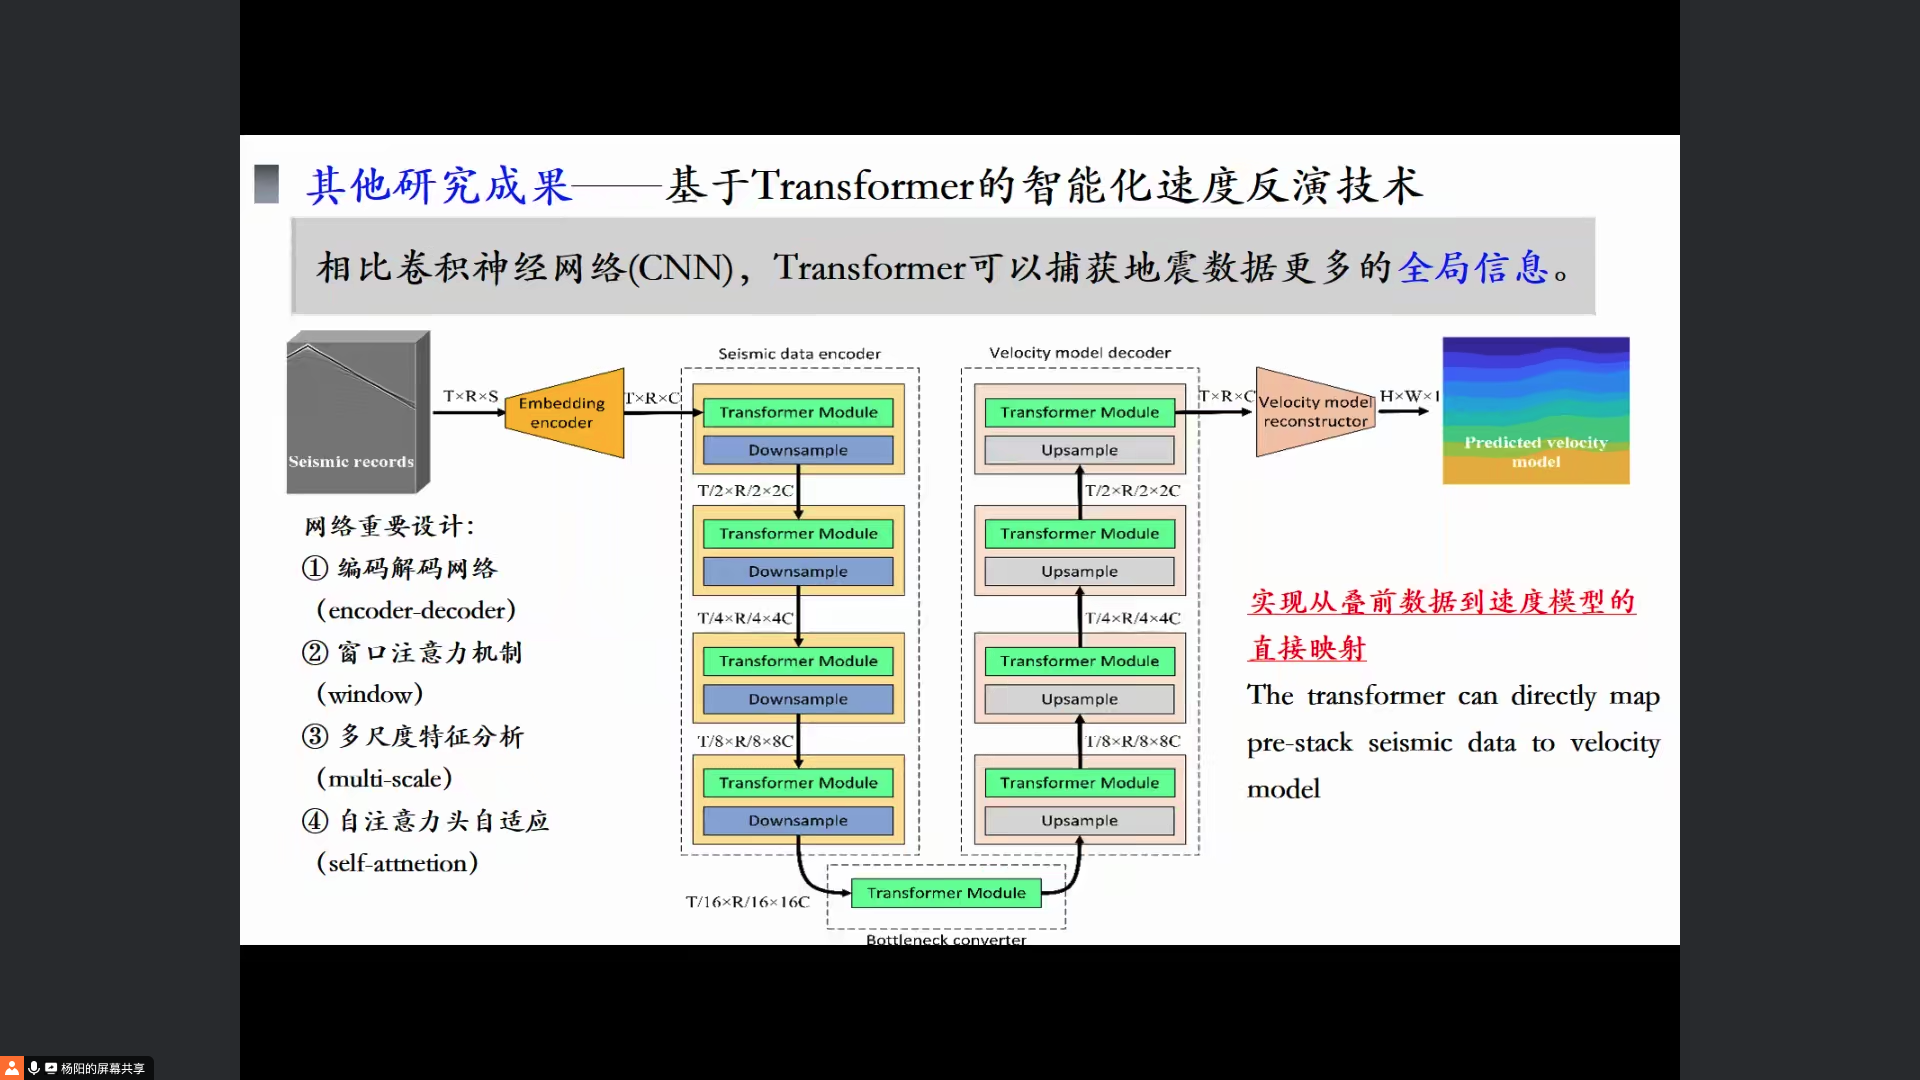 其他研究成果——基于Transformer的智能化速度反演技术
相比卷积神经网络(CNN)，Transformer可以捕获地震数据更多的全局信息。
Seismic records
T×R×S
Embedding
encoder
T×R×C
Seismic data encoder
Transformer Module
Downsample
T/2×R/2×2C
Transformer Module
Downsample
T/4×R/4×4C
Transformer Module
Downsample
T/8×R/8×8C
Transformer Module
Downsample
T/16×R/16×16C
Transformer Module
Bottleneck converter
Velocity model decoder
Transformer Module
Upsample
T/2×R/2×2C
Transformer Module
Upsample
T/4×R/4×4C
Transformer Module
Upsample
T/8×R/8×8C
Transformer Module
Upsample
T×R×C
Velocity model
reconstructor
H×W×1
Predicted velocity
model
网络重要设计：
① 编码解码网络
（encoder-decoder）
② 窗口注意力机制
（window）
③ 多尺度特征分析
（multi-scale）
④ 自注意力头自适应
（self-attnetion）
实现从叠前数据到速度模型的
直接映射
The transformer can directly map
pre-stack seismic data to velocity
model
杨阳的屏幕共享